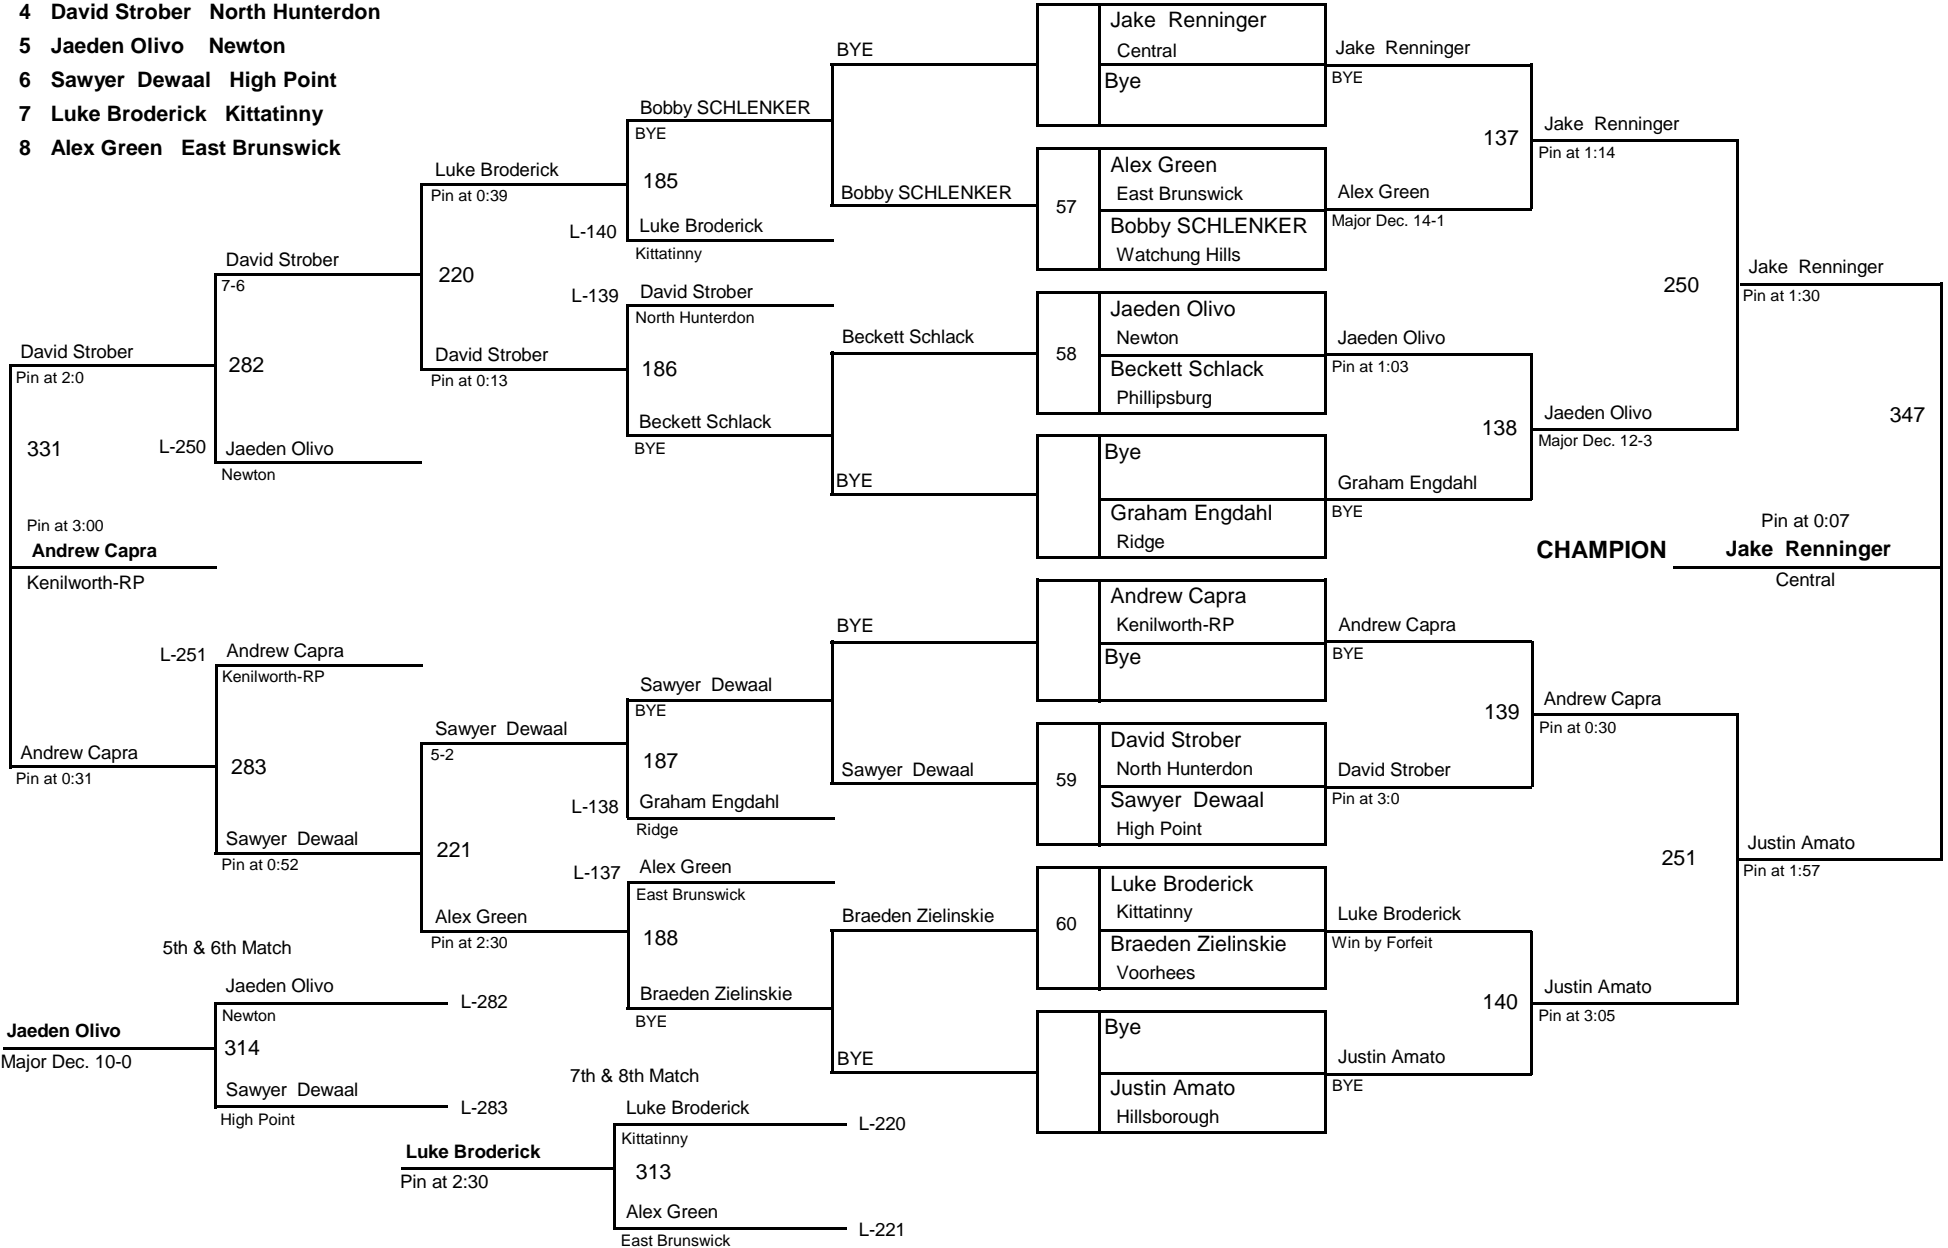 4 David Strober North Hunterdon
5 Jaeden Olivo Newton
6 Sawyer Dewaal High Point
7 Luke Broderick Kittatinny
8 Alex Green East Brunswick
David Strober
Pin at 2:0
331
Pin at 3:00
Andrew Capra
Kenilworth-RP
Andrew Capra
Pin at 0:31
David Strober
7-6
282
L-250 Jaeden Olivo
Newton
L-251 Andrew Capra
Kenilworth-RP
283
Sawyer Dewaal
Pin at 0:52
Luke Broderick
Pin at 0:39
220
David Strober
Pin at 0:13
Sawyer Dewaal
5-2
221
Alex Green
Pin at 2:30
Bobby SCHLENKER
BYE
185
L-140 Luke Broderick
Kittatinny
L-139 David Strober
North Hunterdon
186
Beckett Schlack
BYE
Sawyer Dewaal
BYE
187
L-138 Graham Engdahl
Ridge
L-137 Alex Green
East Brunswick
188
Braeden Zielinskie
BYE
BYE
Bobby SCHLENKER
Beckett Schlack
BYE
BYE
Sawyer Dewaal
Braeden Zielinskie
BYE
Jake Renninger
Central
Bye
57
Alex Green
East Brunswick
Bobby SCHLENKER
Watchung Hills
58
Jaeden Olivo
Newton
Beckett Schlack
Phillipsburg
Bye
Graham Engdahl
Ridge
Andrew Capra
Kenilworth-RP
Bye
59
David Strober
North Hunterdon
Sawyer Dewaal
High Point
60
Luke Broderick
Kittatinny
Braeden Zielinskie
Voorhees
Bye
Justin Amato
Hillsborough
Jake Renninger
BYE
137
Alex Green
Major Dec. 14-1
Jaeden Olivo
Pin at 1:03
138
Graham Engdahl
BYE
Andrew Capra
BYE
139
David Strober
Pin at 3:0
Luke Broderick
Win by Forfeit
140
Justin Amato
BYE
Jake Renninger
Pin at 1:14
250
Jaeden Olivo
Major Dec. 12-3
Andrew Capra
Pin at 0:30
251
Justin Amato
Pin at 3:05
Jake Renninger
Pin at 1:30
347
Pin at 0:07
CHAMPION Jake Renninger
Central
Justin Amato
Pin at 1:57
5th & 6th Match
Jaeden Olivo L-282
Newton
Jaeden Olivo
314
Major Dec. 10-0
Sawyer Dewaal L-283
High Point
7th & 8th Match
Luke Broderick L-220
Kittatinny
Luke Broderick
313
Pin at 2:30
Alex Green L-221
East Brunswick